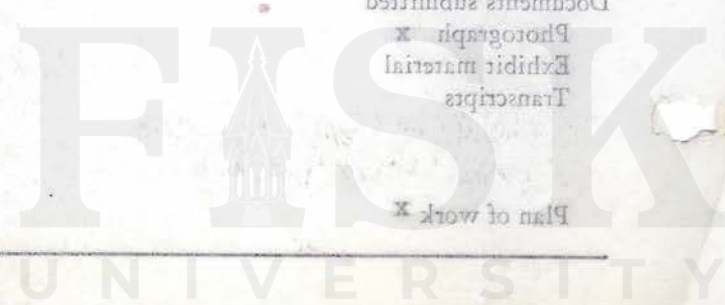 Documents submitted
Photograph x
Exhibit material
Transcripts
Plan of work x
FISK
UNIVERSITY